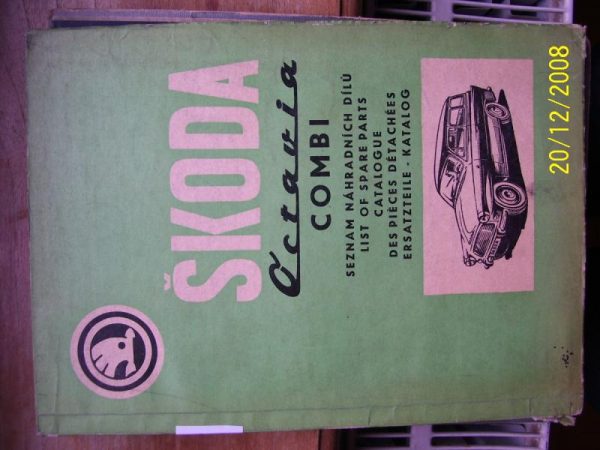 ŠKODA
Octavia
COMBI
SEZNAM NÁHRADNÍCH DÍLŮ
LIST OF SPARE PARTS
CATALOGUE
DES PIÈCES DÉTACHÉES
ERSATZTEILE - KATALOG
20/12/2008